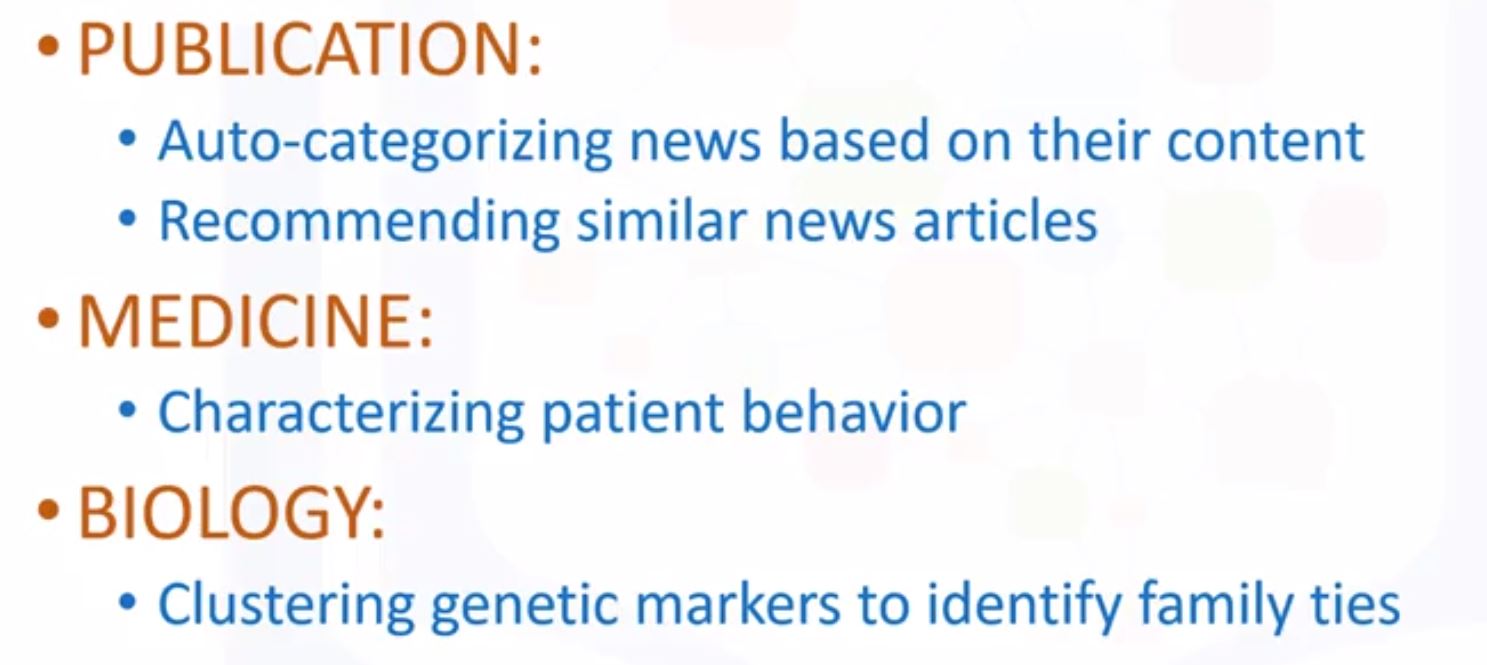 • PUBLICATION:
• Auto-categorizing news based on their content
• Recommending similar news articles
• MEDICINE:
• Characterizing patient behavior
• BIOLOGY:
• Clustering genetic markers to identify family ties